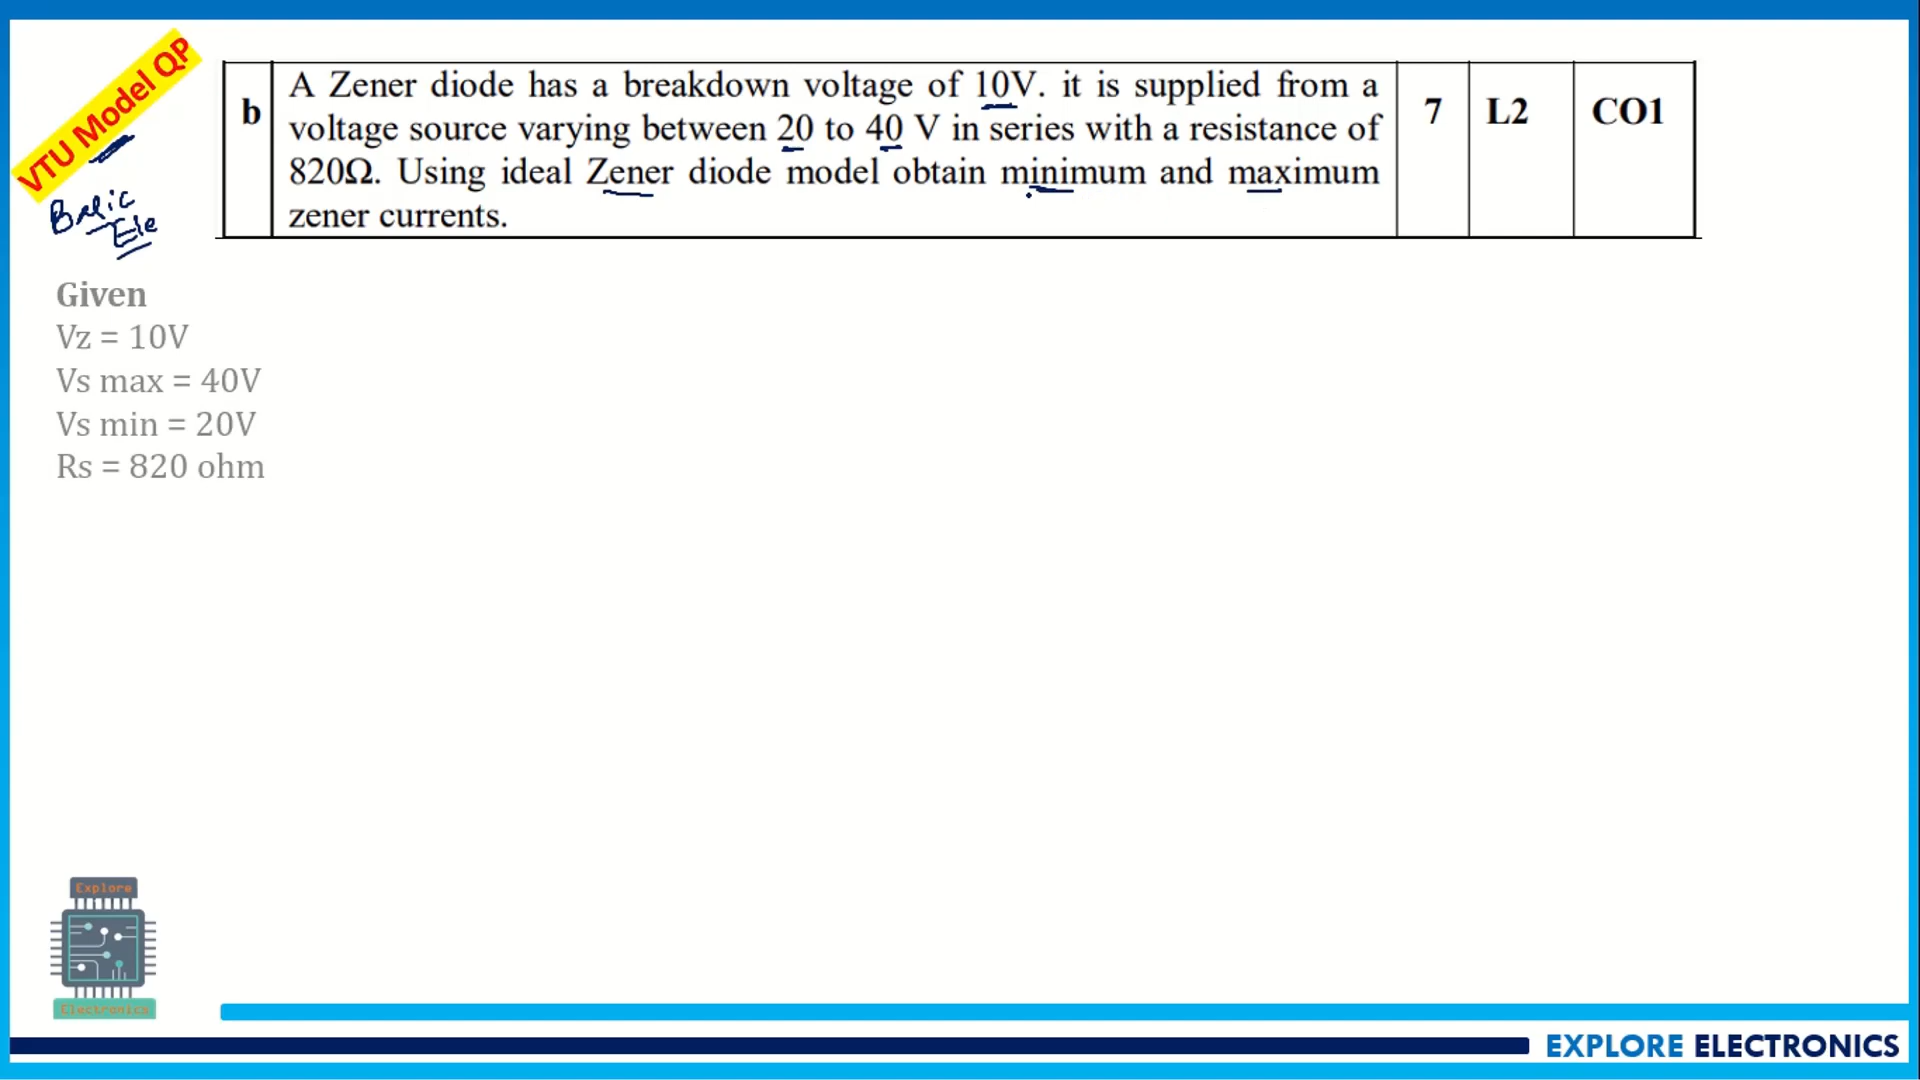 VTU Model QP
Basic
Ele
b
A Zener diode has a breakdown voltage of 10V. it is supplied from a
voltage source varying between 20 to 40 V in series with a resistance of
820Ω. Using ideal Zener diode model obtain minimum and maximum
zener currents.
7
L2
CO1
Given
Vz = 10V
Vs max = 40V
Vs min = 20V
Rs = 820 ohm
Explore
Electronics
EXPLORE ELECTRONICS